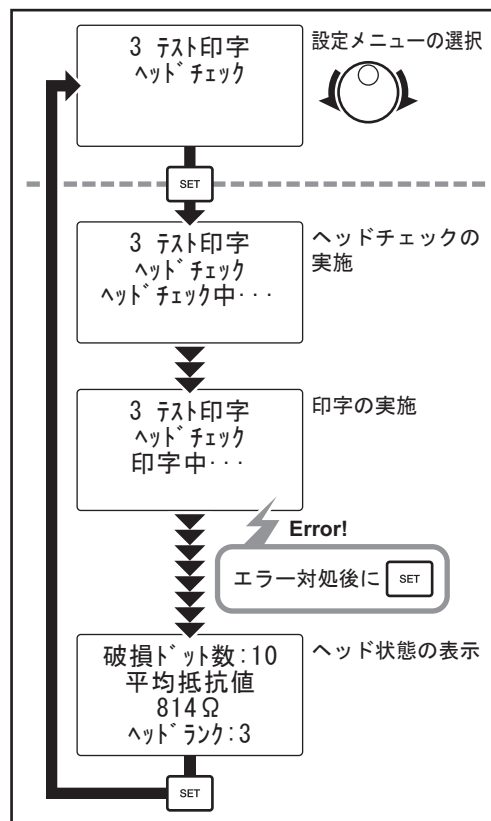 3 ﾃｽﾄ印字
ﾍｯﾄﾞﾁｪｯｸ
設定メニューの選択
SET
3 ﾃｽﾄ印字
ﾍｯﾄﾞﾁｪｯｸ
ﾍｯﾄﾞﾁｪｯｸ中･･･
ヘッドチェックの
実施
3 ﾃｽﾄ印字
ﾍｯﾄﾞﾁｪｯｸ
印字中･･･
印字の実施
Error!
エラー対処後に SET
破損ﾄﾞｯﾄ数:10
平均抵抗値
814Ω
ﾍｯﾄﾞﾗﾝｸ:3
ヘッド状態の表示
SET